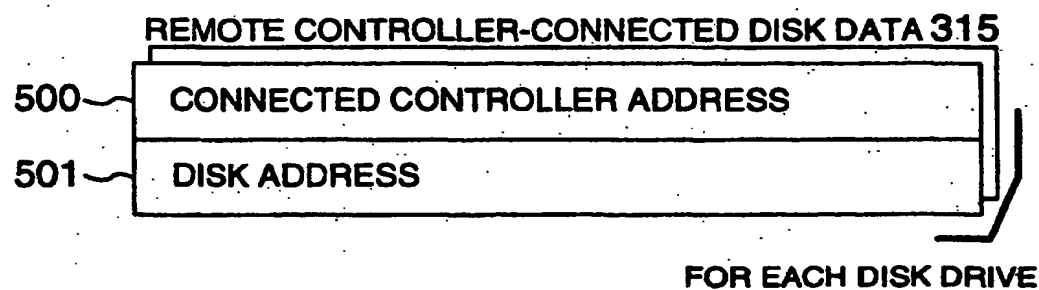 REMOTE CONTROLLER-CONNECTED DISK DATA 315
500 CONNECTED CONTROLLER ADDRESS
501 DISK ADDRESS
FOR EACH DISK DRIVE